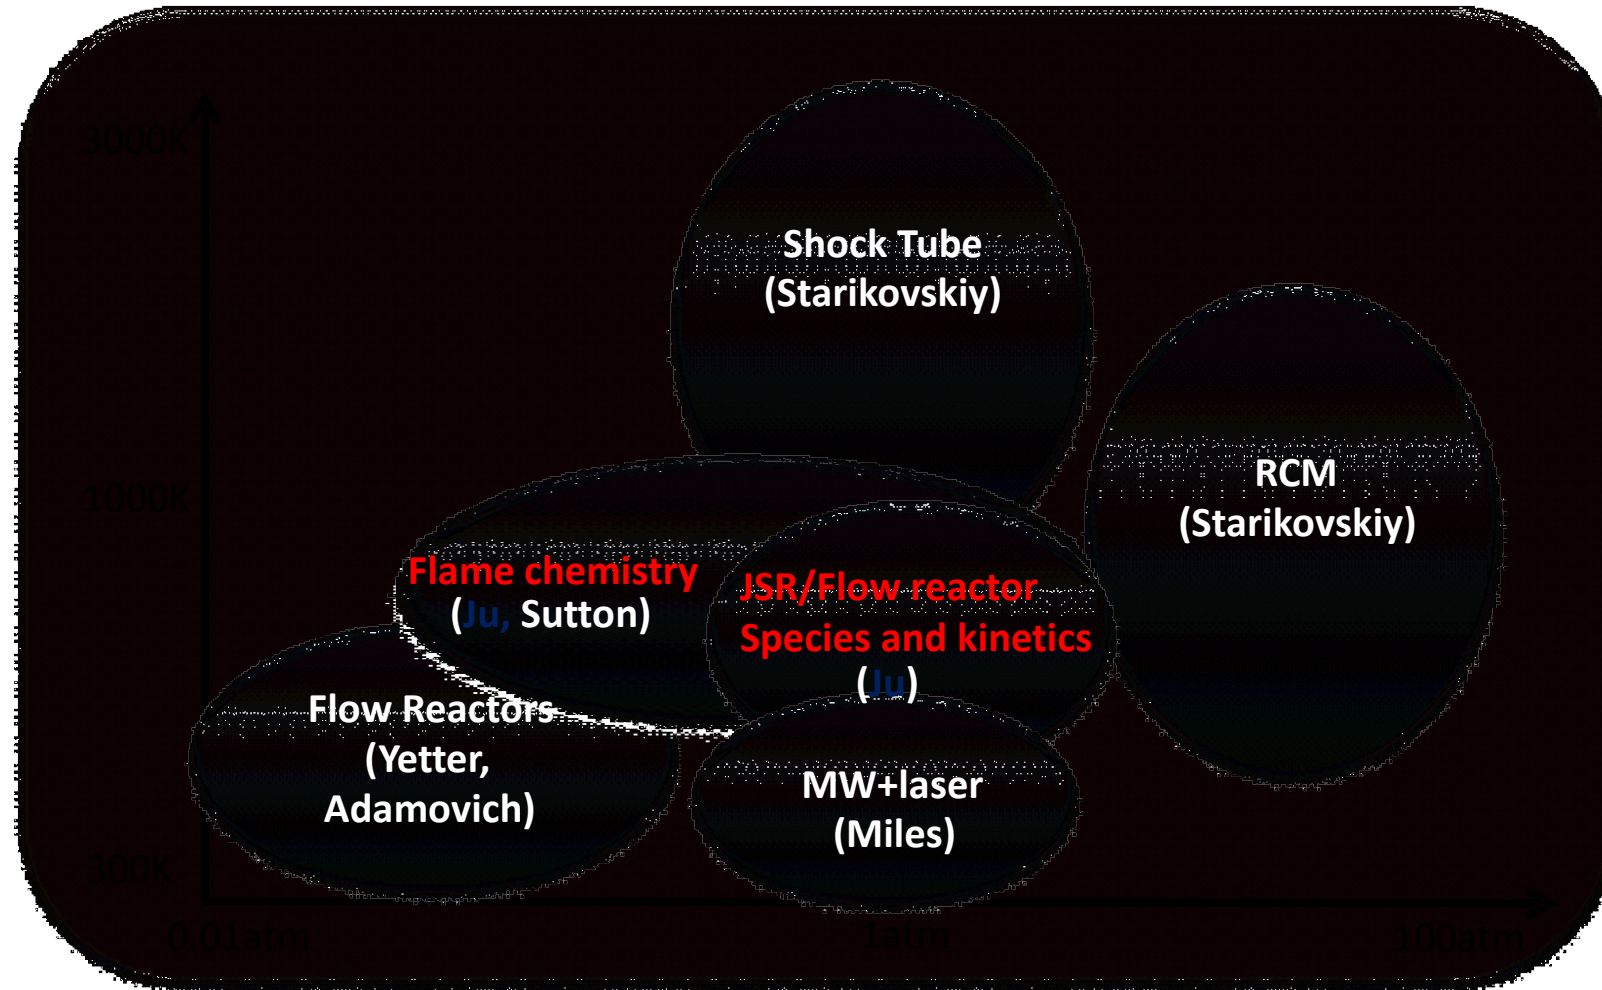 3000K
Shock Tube
(Starikovskiy)
RCM
(Starikovskiy)
1000K
Flame chemistry
(Ju, Sutton)
JSR/Flow reactor
Species and kinetics
(Ju)
Flow Reactors
(Yetter,
Adamovich)
MW+laser
(Miles)
300K
0.01atm
1atm
100atm